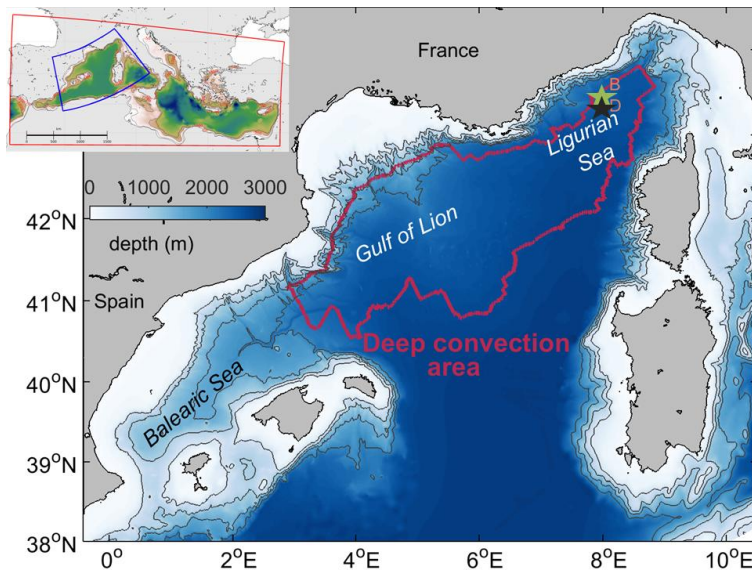 France
B
D
Ligurian
Sea
0 1000 2000 3000
depth (m)
Gulf of Lion
Spain
Deep convection
area
Balearic Sea
42°N
41°N
40°N
39°N
38°N
0° 2°E 4°E 6°E 8°E 10°E